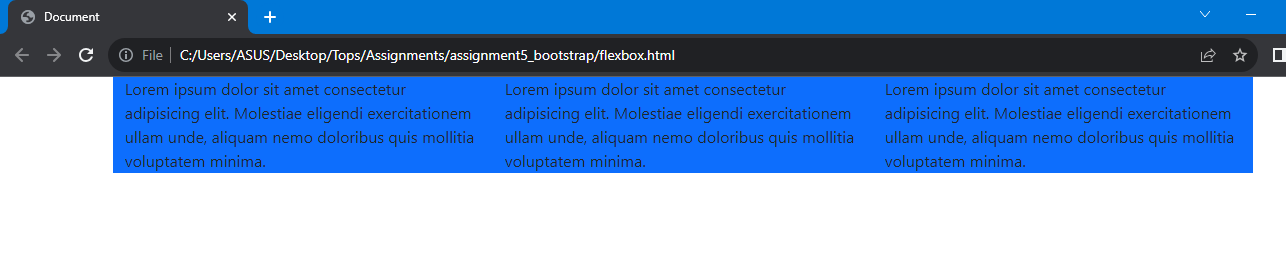 Document
File C:/Users/ASUS/Desktop/Tops/Assignments/assignment5_bootstrap/flexbox.html
Lorem ipsum dolor sit amet consectetur
adipisicing elit. Molestiae eligendi exercitationem
ullam unde, aliquam nemo doloribus quis mollitia
voluptatem minima.
Lorem ipsum dolor sit amet consectetur
adipisicing elit. Molestiae eligendi exercitationem
ullam unde, aliquam nemo doloribus quis mollitia
voluptatem minima.
Lorem ipsum dolor sit amet consectetur
adipisicing elit. Molestiae eligendi exercitationem
ullam unde, aliquam nemo doloribus quis mollitia
voluptatem minima.